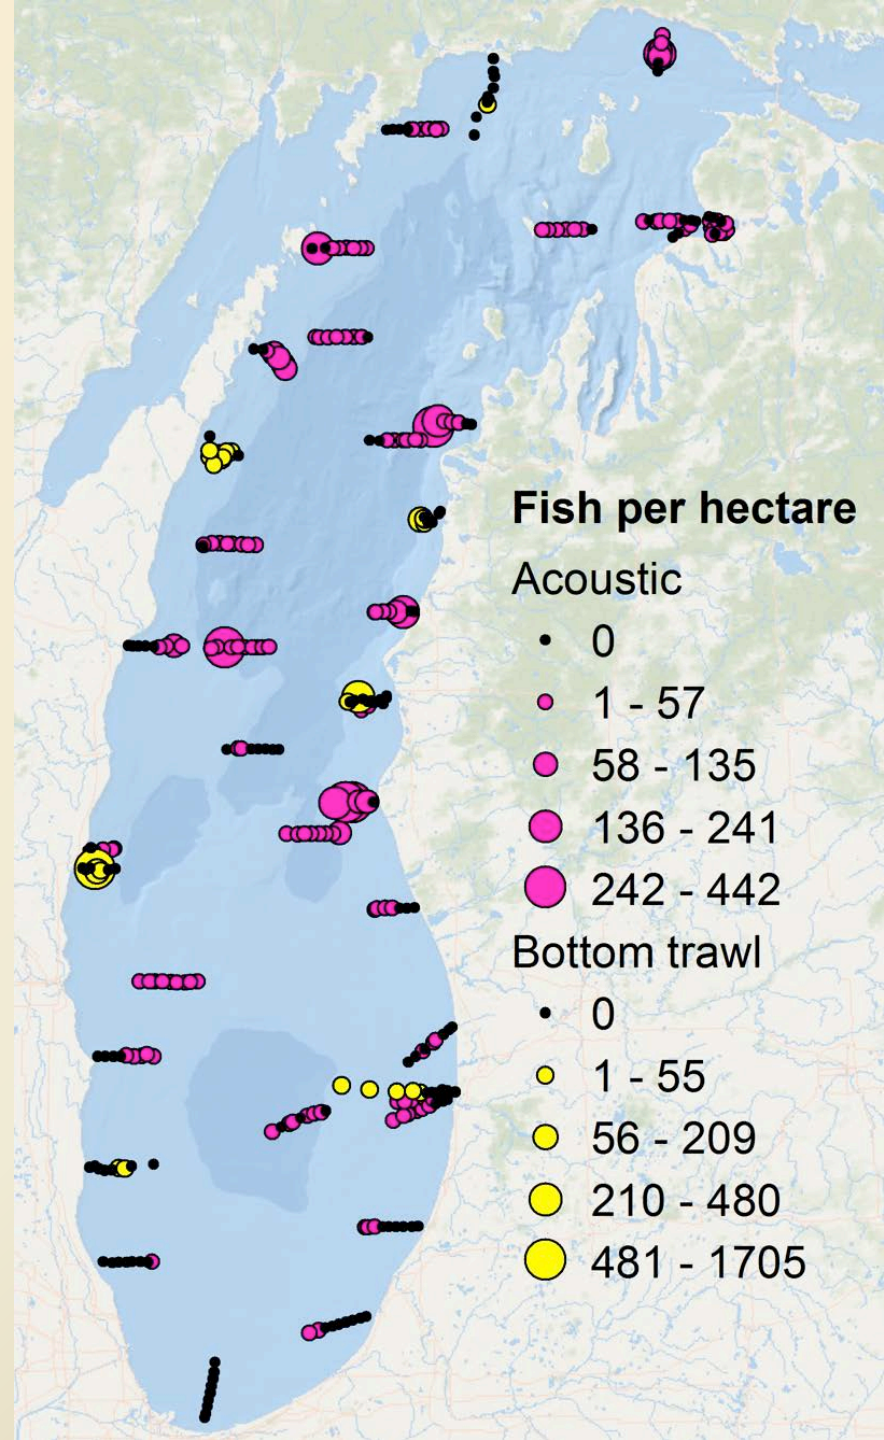 Fish per hectare
Acoustic
0
1 - 57
58 - 135
136 - 241
242 - 442
Bottom trawl
0
1 - 55
56 - 209
210 - 480
481 - 1705